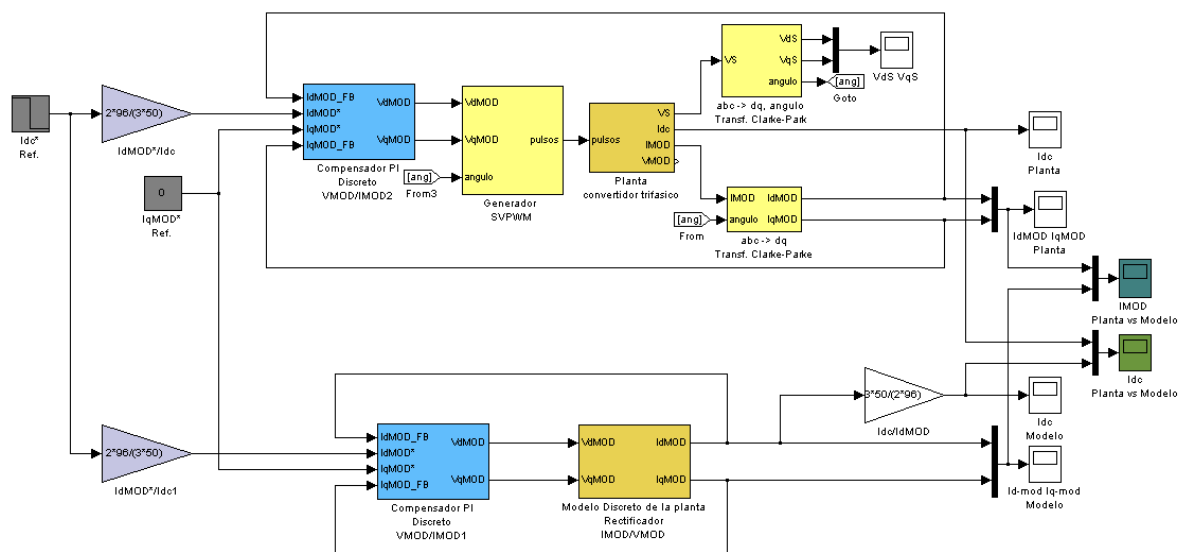 Idc*
Ref.
2*96/(3*50)
IdMOD*/Idc
0
IqMOD*
Ref.
IdMOD_FB
IdMOD*
IqMOD*
IqMOD_FB
VdMOD
VqMOD
Compensador PI
Discreto
VMOD/IMOD2
VdMOD
VqMOD
angulo
pulsos
[ang]
From3
Generador
SVPWM
pulsos
VS
Idc
IMOD
VMOD
Planta
convertidor trifasico
VS
VdS
VqS
angulo
abc-> dq, angulo
Transf. Clarke-Park
[ang]
Goto
VdS VqS
IMOD
angulo
IdMOD
IqMOD
[ang]
From
abc -> dq
Transf. Clarke-Parke
Idc
Planta
IdMOD IqMOD
Planta
IMOD
Planta vs Modelo
Idc
Planta vs Modelo
2*96/(3*50)
IdMOD*/Idc1
IdMOD_FB
IdMOD*
IqMOD*
IqMOD_FB
VdMOD
VqMOD
Compensador PI
Discreto
VMOD/IMOD1
VdMOD
VqMOD
IdMOD
IqMOD
Modelo Discreto de la planta
Rectificador
IMOD/VMOD
3*50/(2*96)
Idc/IdMOD
Idc
Modelo
Id-mod Iq-mod
Modelo